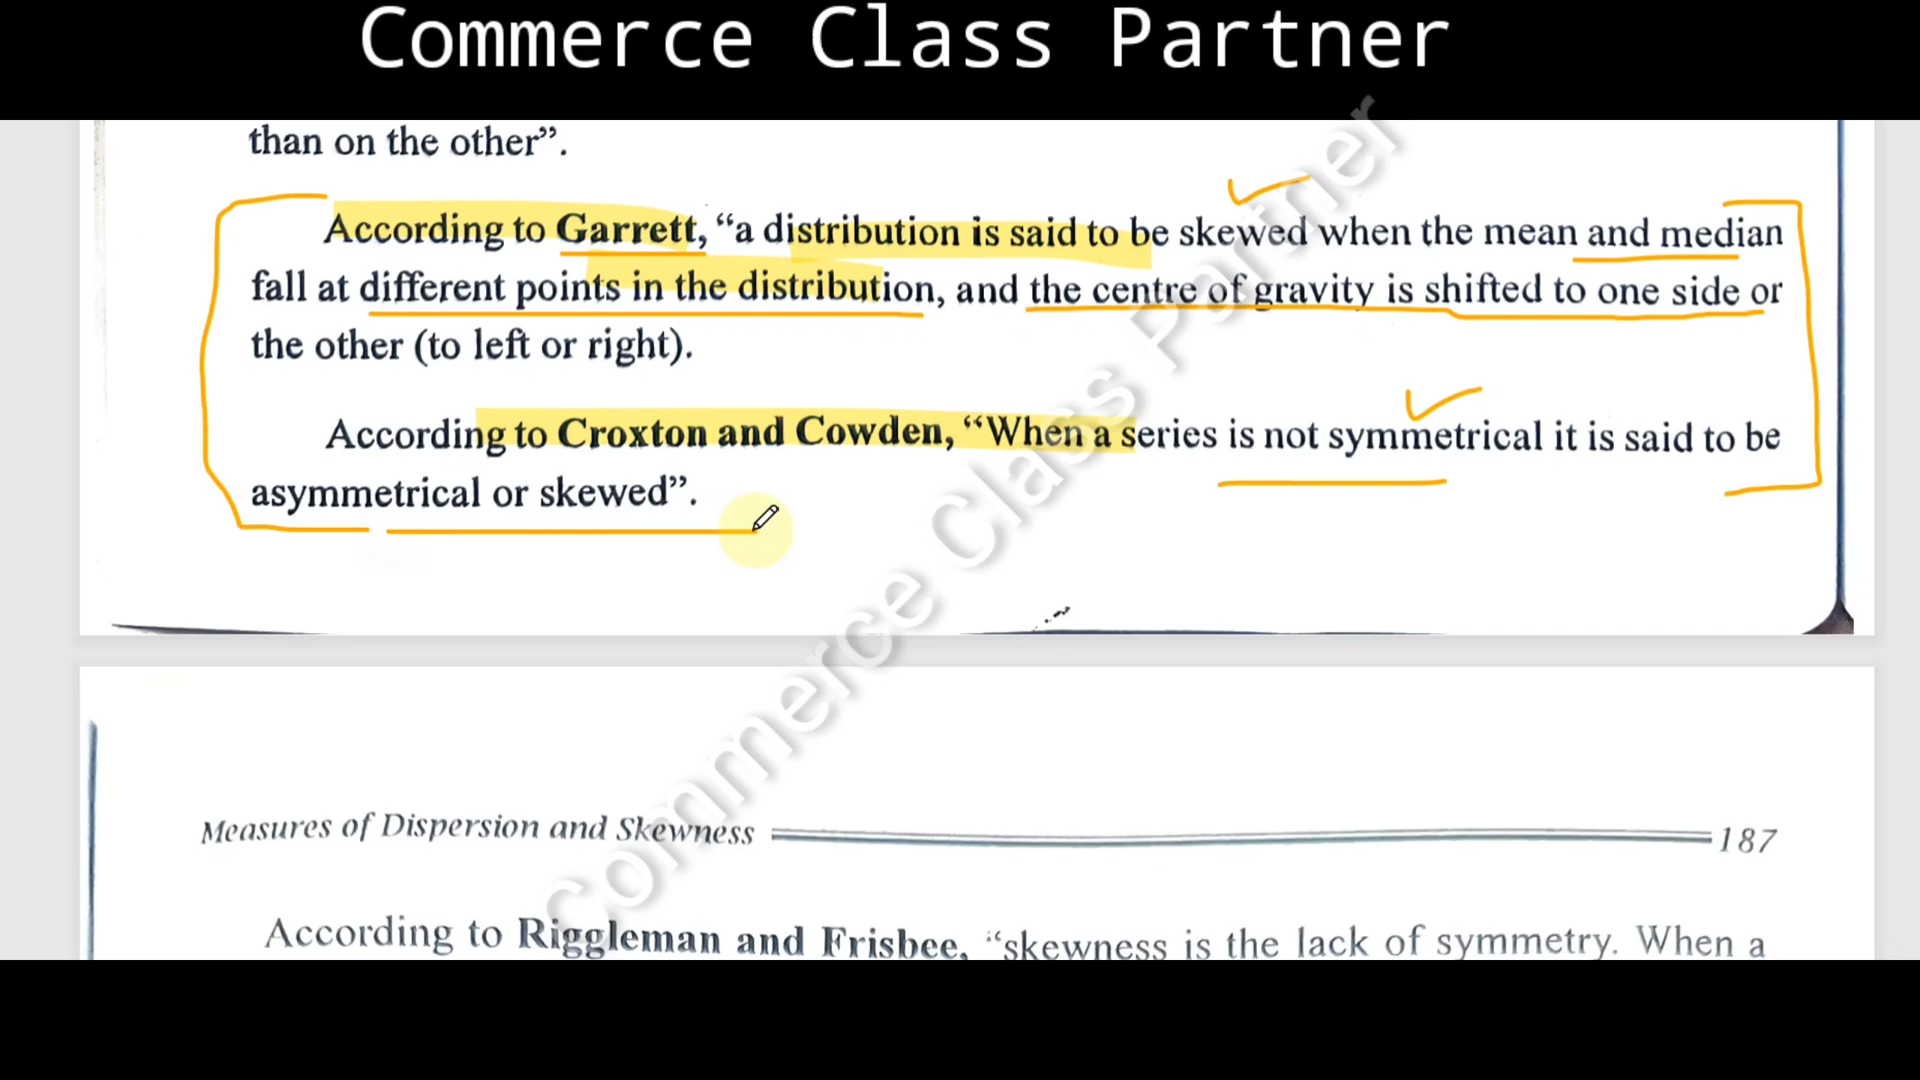 Commerce Class Partner
than on the other”.
According to Garrett, “a distribution is said to be skewed when the mean and median
fall at different points in the distribution, and the centre of gravity is shifted to one side or
the other (to left or right).
According to Croxton and Cowden, “When a series is not symmetrical it is said to be
asymmetrical or skewed”.
Commerce Class Partner
Measures of Dispersion and Skewness 187
According to Riggleman and Frisbee, “skewness is the lack of symmetry. When a